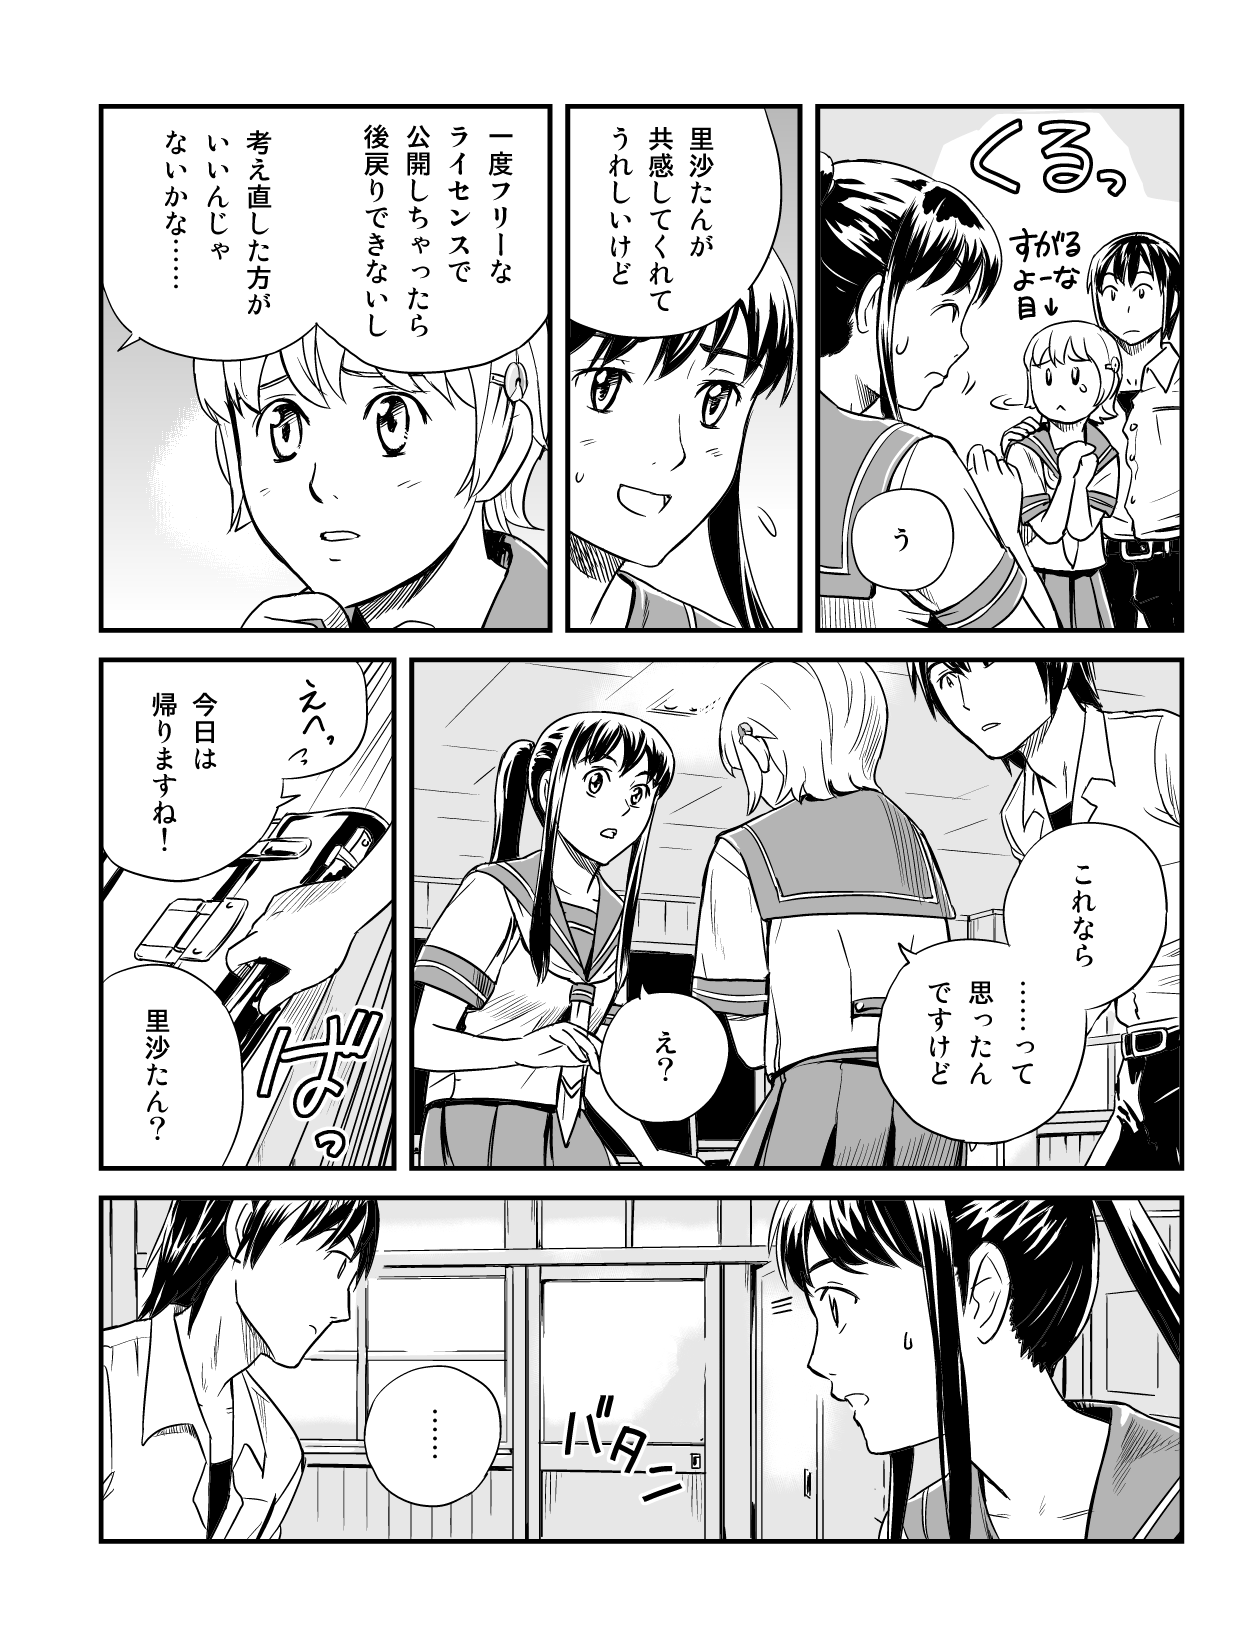 くるっ
すがる
よーな
目↓
う
里沙たんが
共感してくれて
うれしいけど
一度フリーな
ライセンスで
公開しちゃったら
後戻りできないし
考え直した方が
いいんじゃ
ないかな……
これなら
……って
思ったん
ですけど
え?
えへっ
今日は
帰りますね!
ばっ
里沙たん?
バタン
……